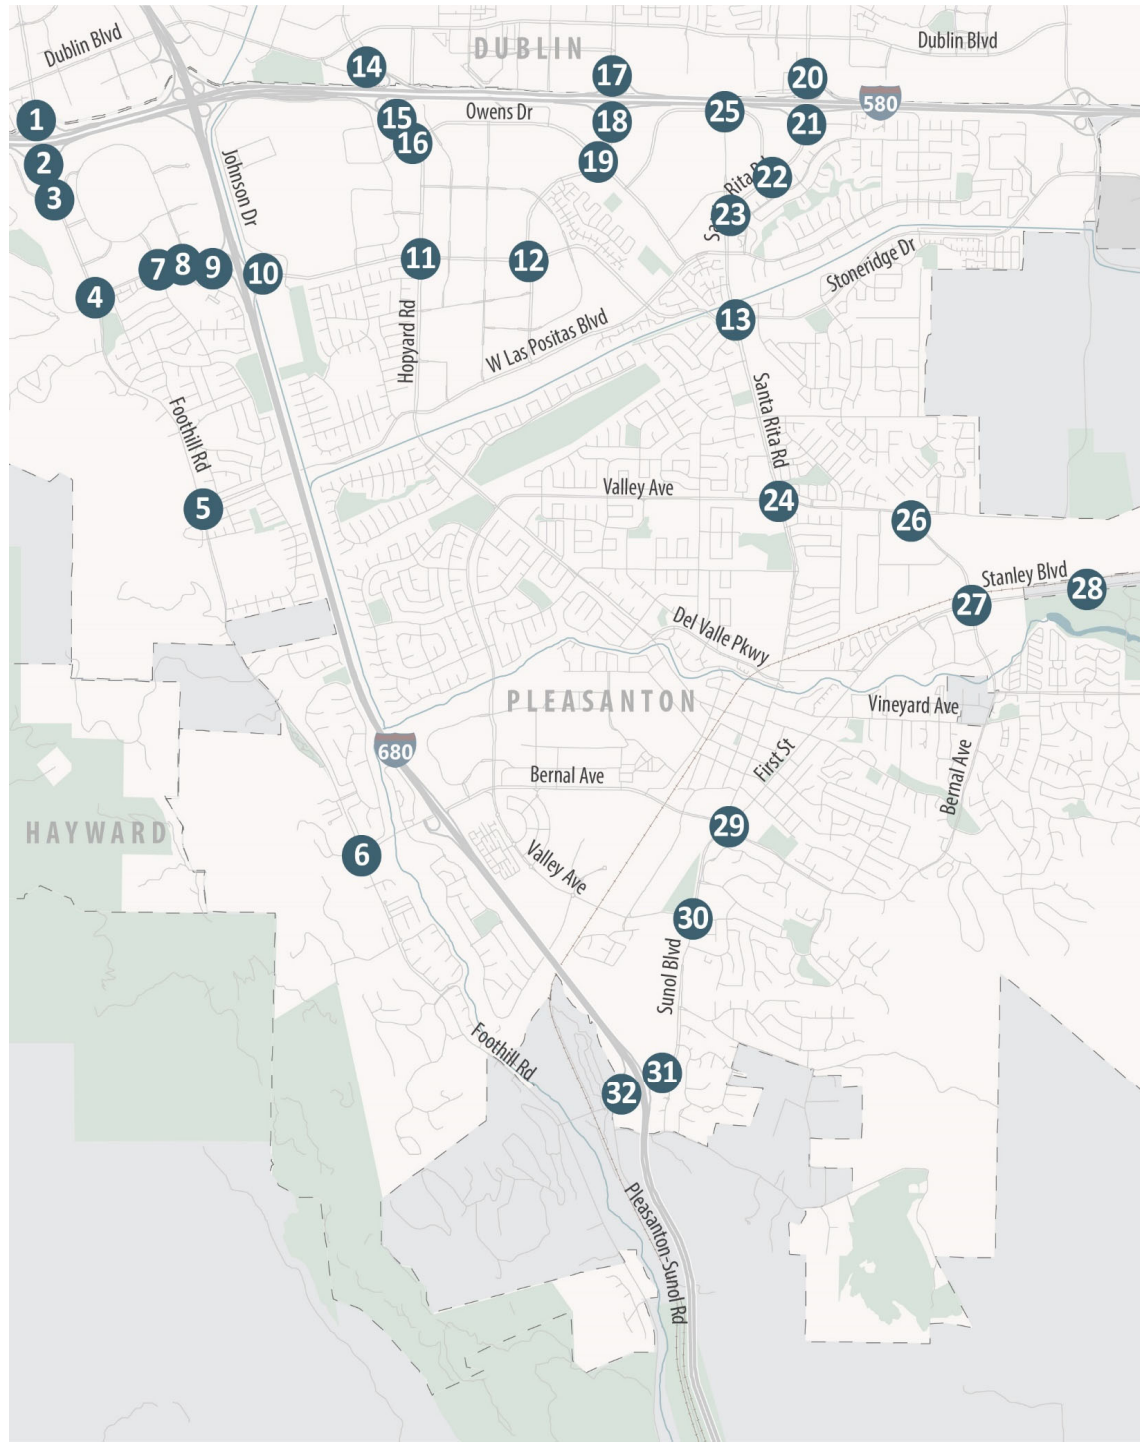 Dublin Blvd
DUBLIN
Dublin Blvd
14
17
20
580
1
15
Owens Dr
18
25
21
16
2
19
3
Johnson Dr
22
23
7
8
9
10
11
12
Stoneridge Dr
4
Hopyard Rd
W Las Positas Blvd
13
Foothill Rd
Santa Rita Rd
Valley Ave
24
5
26
Stanley Blvd
28
27
Del Valle Pkwy
PLEASANTON
Vineyard Ave
680
First St
Bernal Ave
Bernal Ave
HAYWARD
29
6
Valley Ave
30
Sunol Blvd
Foothill Rd
31
32
Pleasanton-Sunol Rd